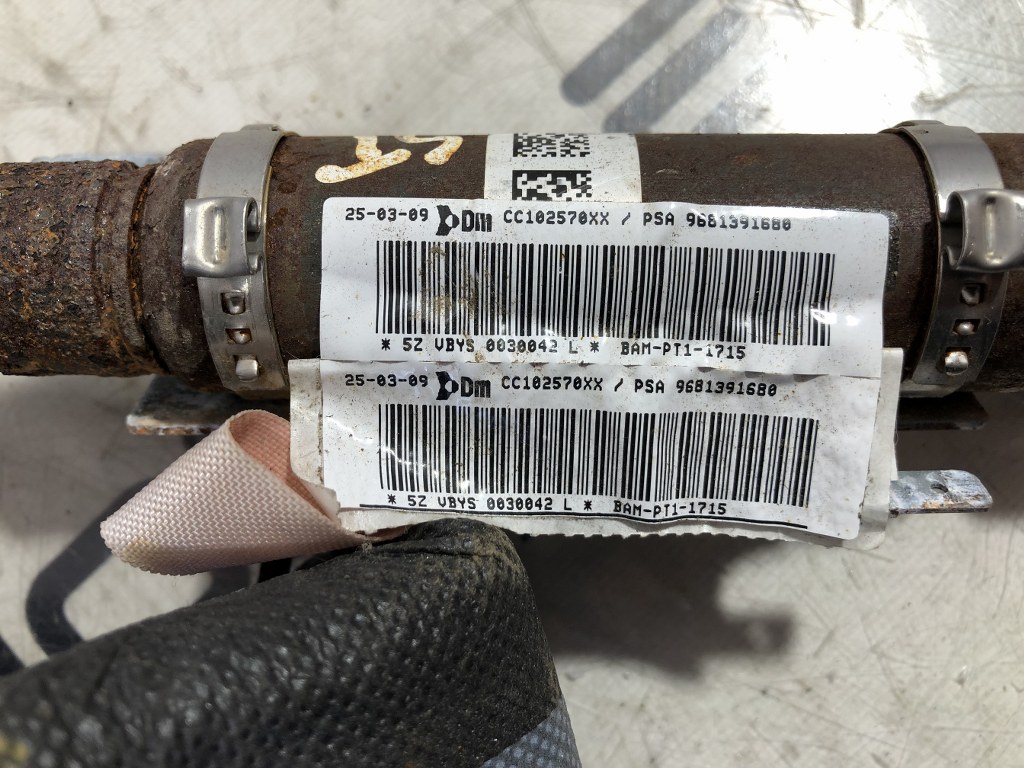 25-03-09 Dm CC102570XX / PSA 9681391680
* 5Z VBYS 0030042 L * BAM-PT1-1715
25-03-09 Dm CC102570XX / PSA 9681391680
* 5Z VBYS 0030042 L * BAM-PT1-1715